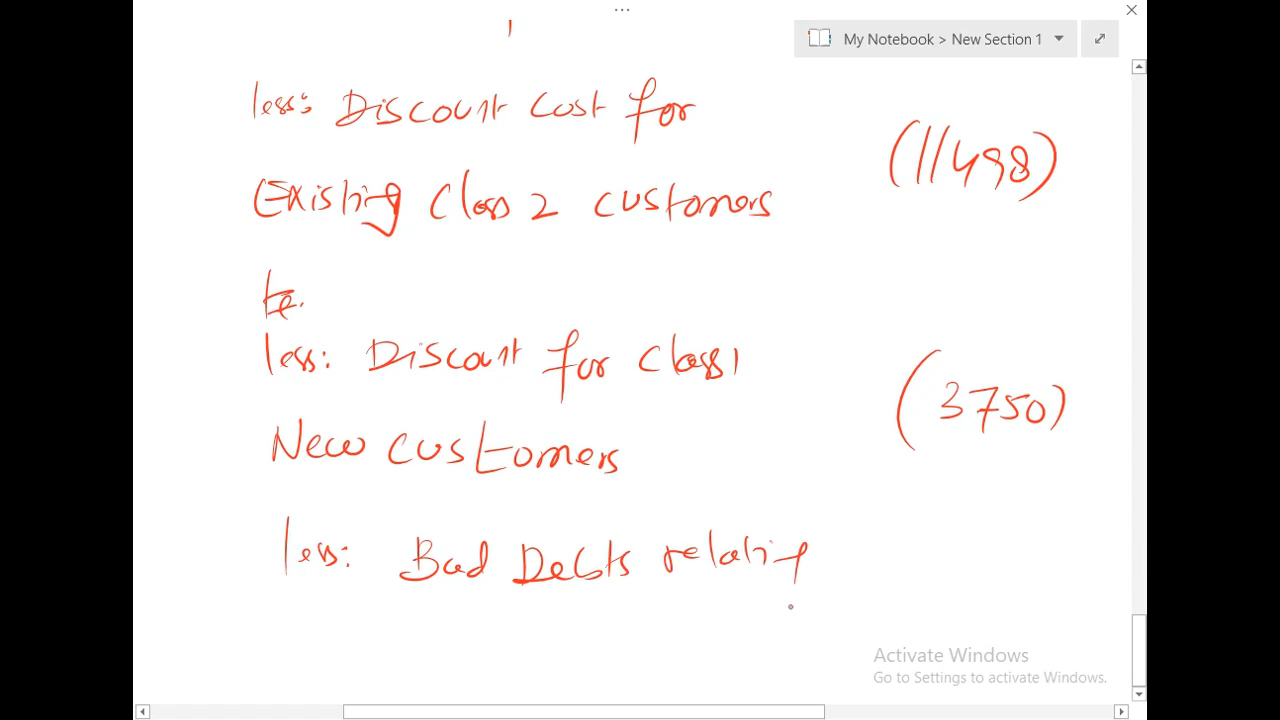 ...
My Notebook > New Section 1
less: Discount cost for
(11498)
Existing Class 2 customers
less: Discount for class 1
(3750)
New customers
less: Bad Debts relating
Activate Windows
Go to Settings to activate Windows.